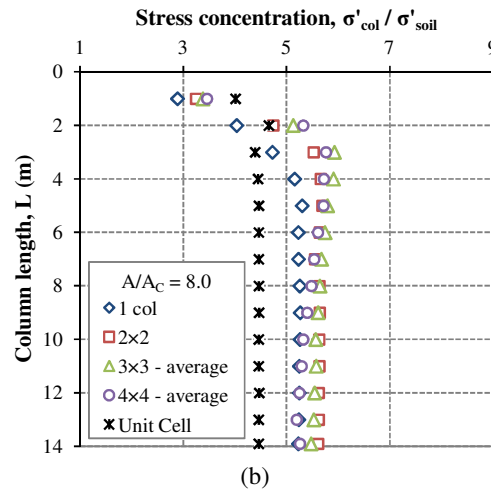 Stress concentration, σ'col / σ'soil
1 3 5 7 9
Column length, L (m)
0
2
4
6
8
10
12
14
A/AC = 8.0
1 col
2×2
3×3 - average
4×4 - average
Unit Cell
(b)